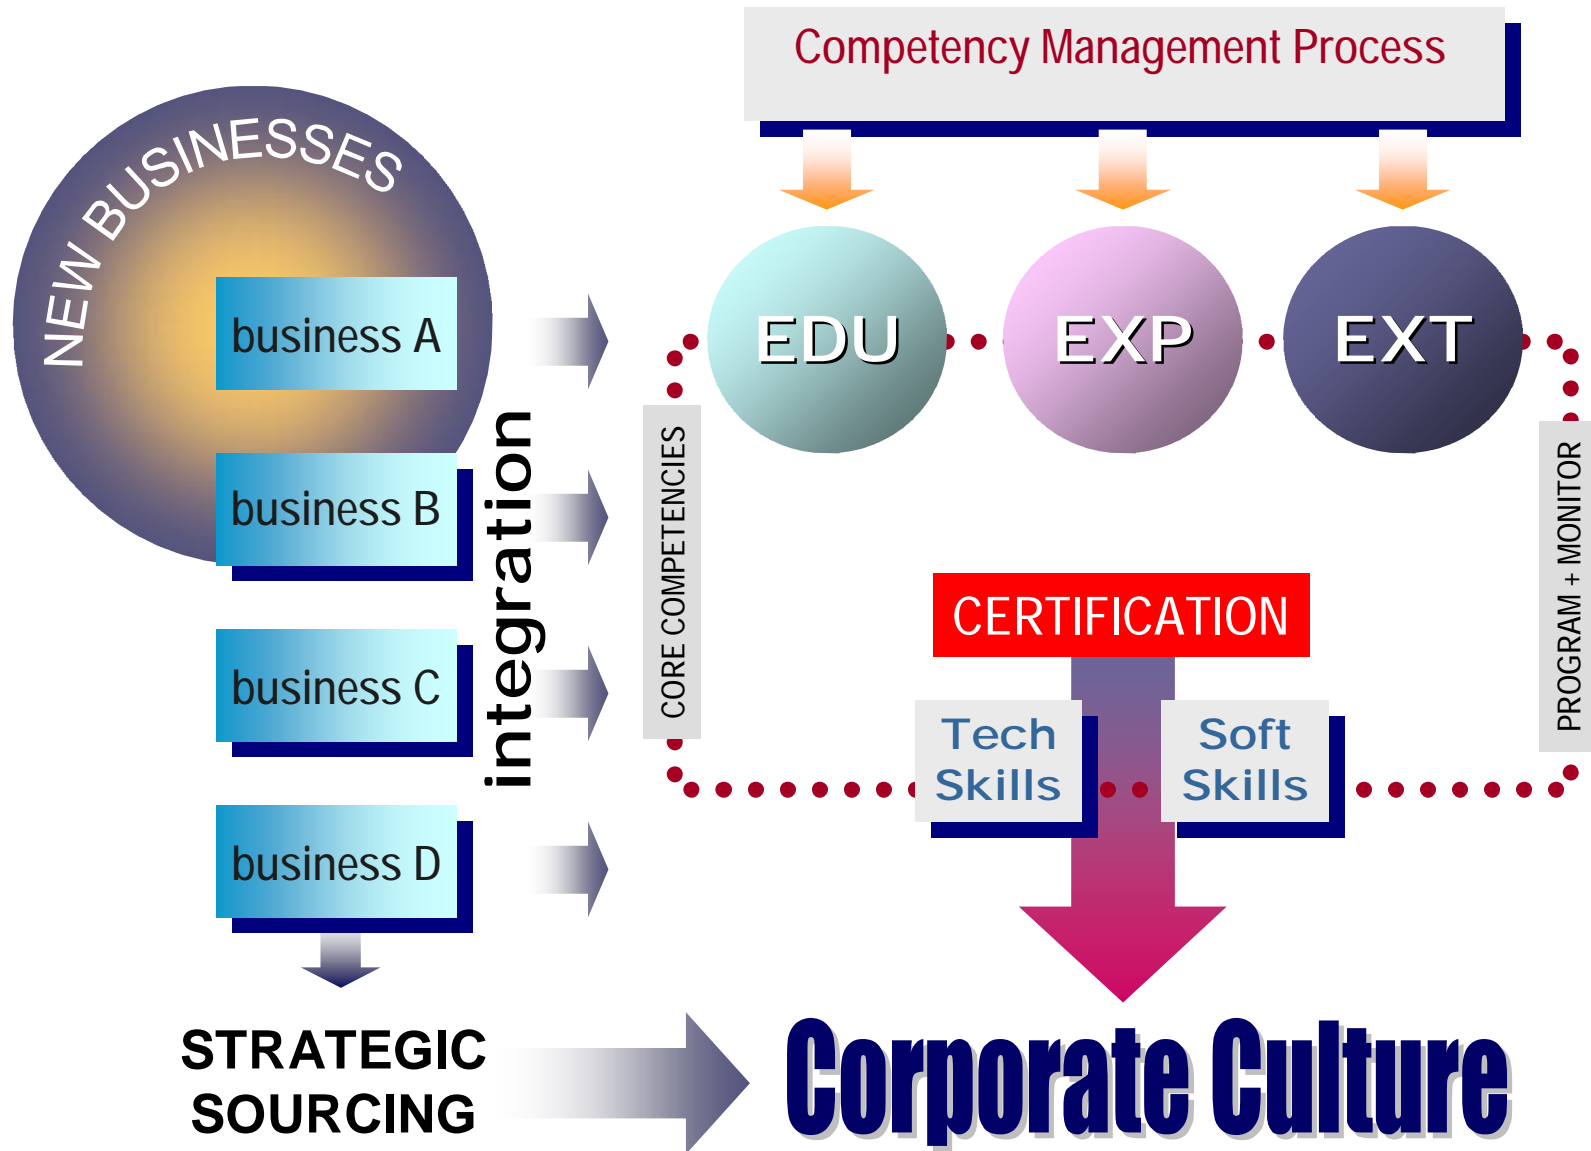 Competency Management Process
NEW BUSINESSES
business A
business B
business C
business D
integration
EDU
EXP
EXT
CORE COMPETENCIES
PROGRAM + MONITOR
CERTIFICATION
Tech
Skills
Soft
Skills
STRATEGIC
SOURCING
Corporate Culture